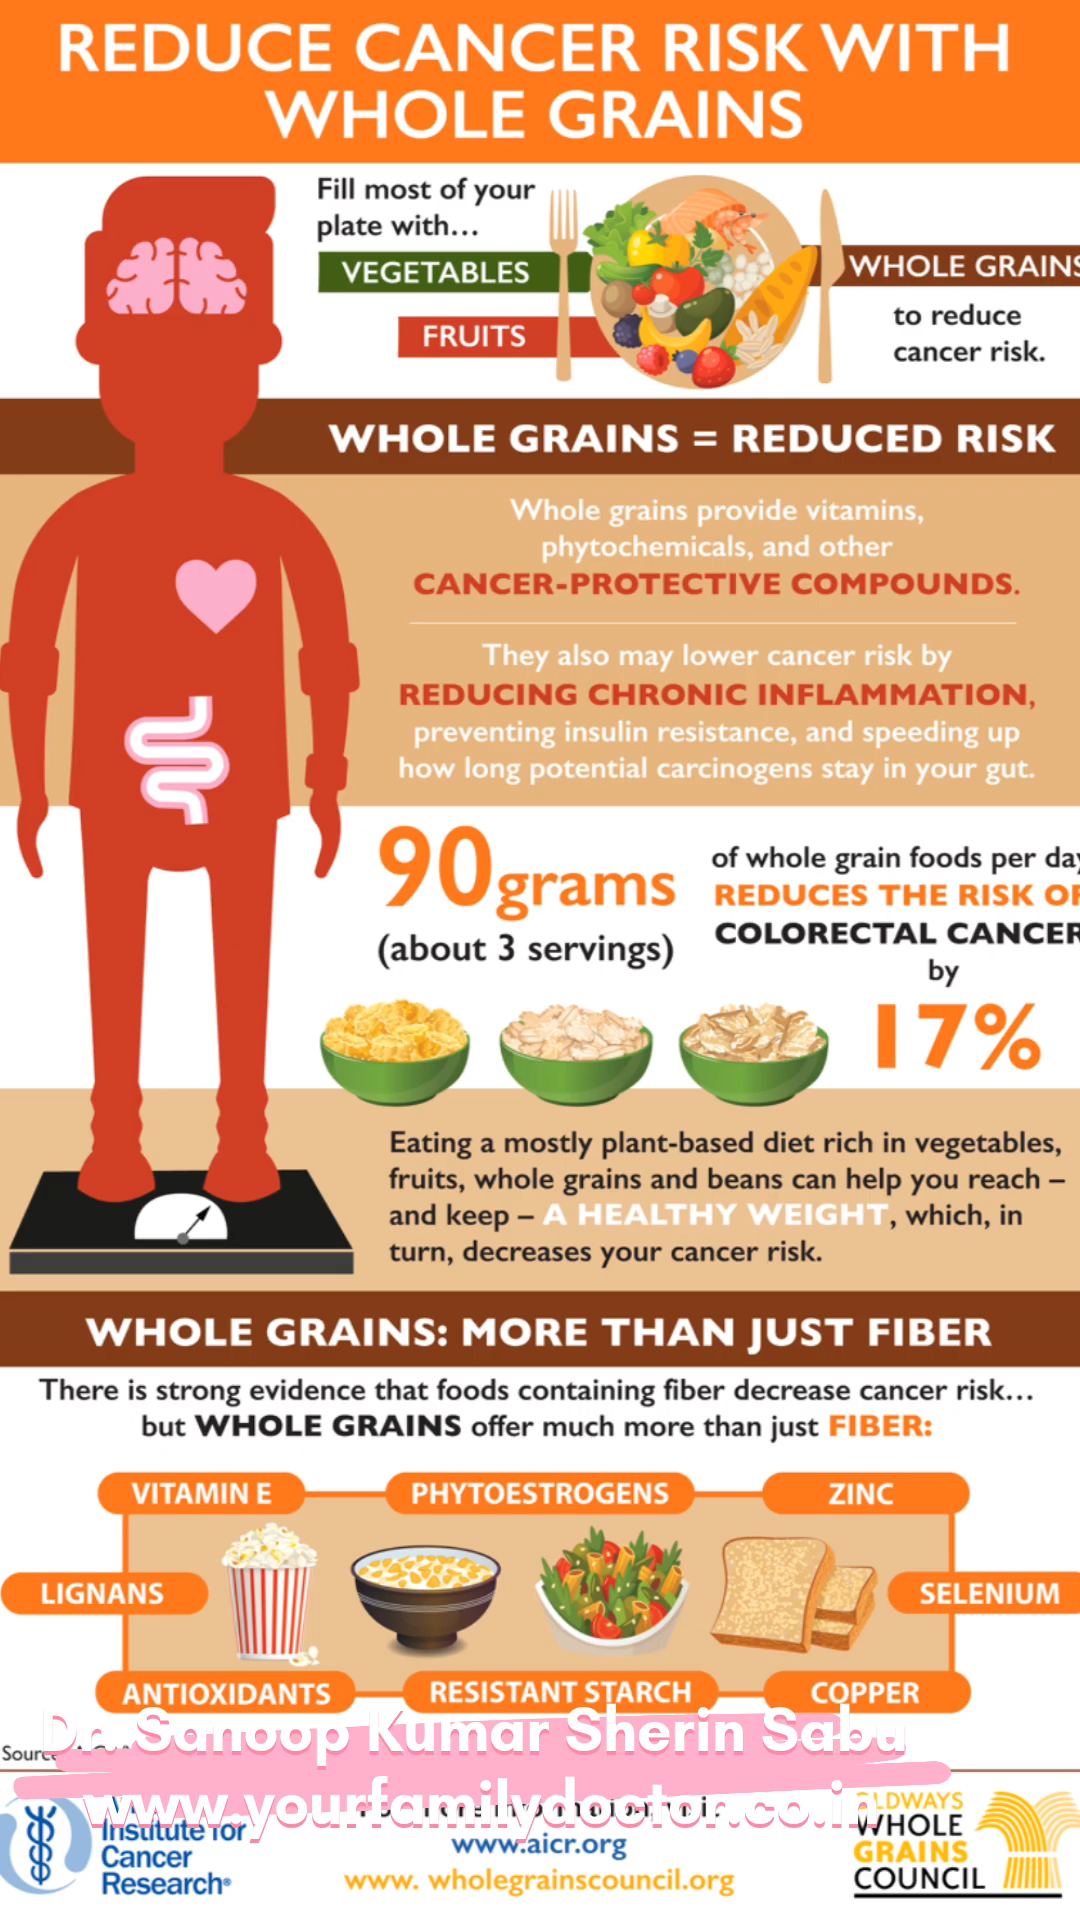 REDUCE CANCER RISK WITH
WHOLE GRAINS
Fill most of your
plate with...
VEGETABLES
FRUITS
WHOLE GRAINS
to reduce
cancer risk.
WHOLE GRAINS = REDUCED RISK
Whole grains provide vitamins,
phytochemicals, and other
CANCER-PROTECTIVE COMPOUNDS.
They also may lower cancer risk by
REDUCING CHRONIC INFLAMMATION,
preventing insulin resistance, and speeding up
how long potential carcinogens stay in your gut.
90 grams
(about 3 servings)
of whole grain foods per day
REDUCES THE RISK OF
COLORECTAL CANCER
by
17%
Eating a mostly plant-based diet rich in vegetables,
fruits, whole grains and beans can help you reach –
and keep – A HEALTHY WEIGHT, which, in
turn, decreases your cancer risk.
WHOLE GRAINS: MORE THAN JUST FIBER
There is strong evidence that foods containing fiber decrease cancer risk...
but WHOLE GRAINS offer much more than just FIBER:
VITAMIN E
PHYTOESTROGENS
ZINC
LIGNANS
SELENIUM
ANTIOXIDANTS
RESISTANT STARCH
COPPER
Dr. Sanoop Kumar Sherin Sabu
www.yourfamilydoctor.co.in
Institute for
Cancer
Research®
www.aicr.org
www. wholegrainscouncil.org
OLDWAYS
WHOLE
GRAINS
COUNCIL